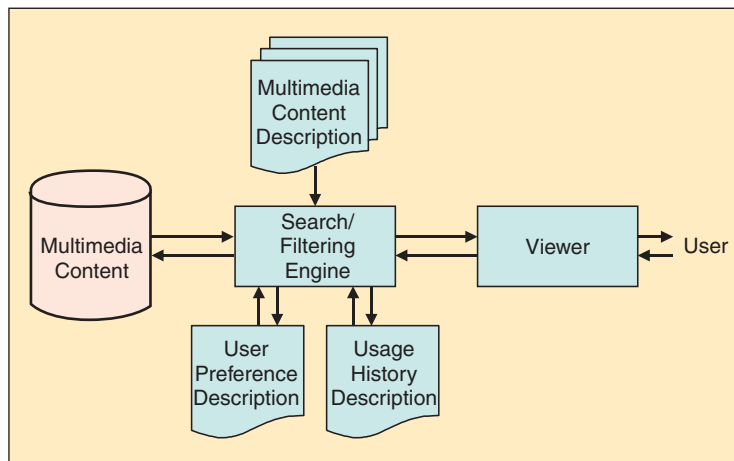 Multimedia
Content
Description
Multimedia
Content
Search/
Filtering
Engine
Viewer
User
User
Preference
Description
Usage
History
Description